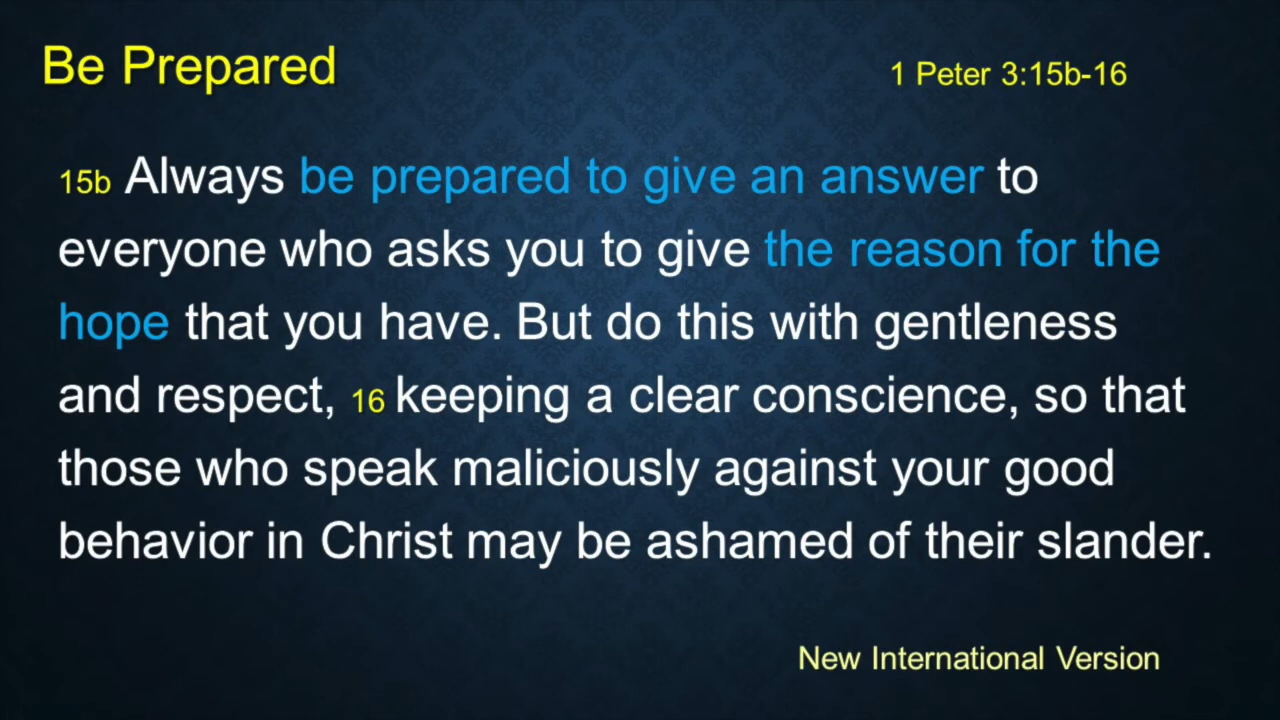 Be Prepared
1 Peter 3:15b-16
15b Always be prepared to give an answer to
everyone who asks you to give the reason for the
hope that you have. But do this with gentleness
and respect, 16 keeping a clear conscience, so that
those who speak maliciously against your good
behavior in Christ may be ashamed of their slander.
New International Version